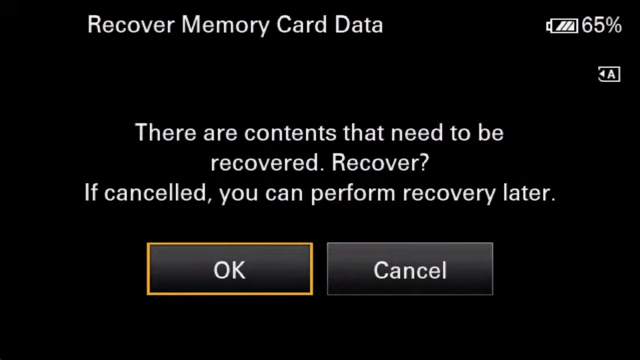 Recover Memory Card Data
65%
A
There are contents that need to be
recovered. Recover?
If cancelled, you can perform recovery later.
OK
Cancel